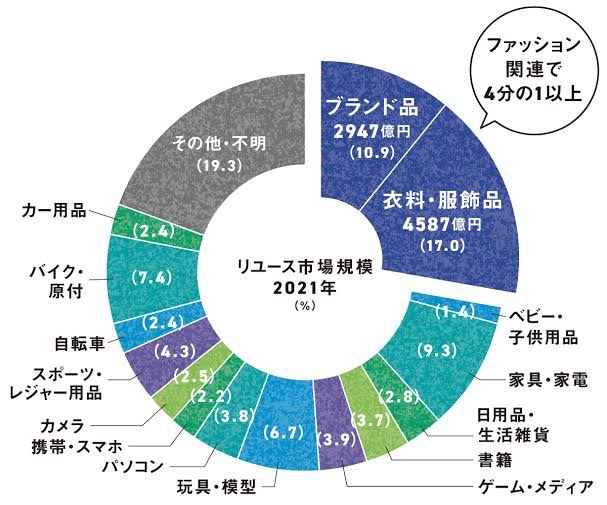 ファッション
関連で
4分の1以上
ブランド品
2947億円
(10.9)
衣料・服飾品
4587億円
(17.0)
リユース市場規模
2021年
(%)
(1.4)
ベビー・
子供用品
(9.3)
家具・家電
(2.8)
日用品・
生活雑貨
(3.7)
書籍
(3.9)
ゲーム・メディア
(6.7)
玩具・模型
(3.8)
パソコン
(2.2)
携帯・スマホ
(2.5)
カメラ
(4.3)
スポーツ・
レジャー用品
(2.4)
自転車
(7.4)
バイク・
原付
(2.4)
カー用品
その他・不明
(19.3)